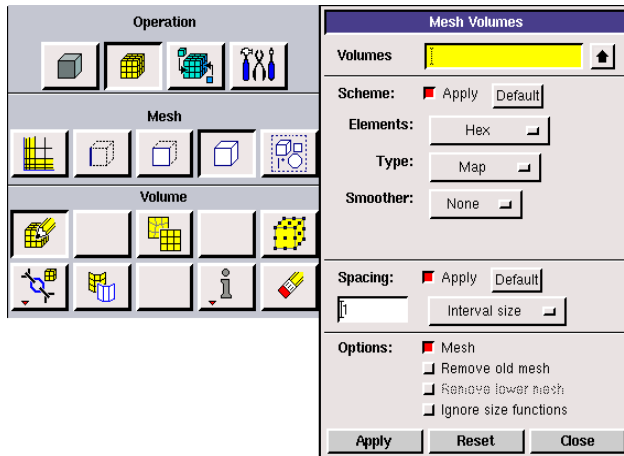 Operation
Mesh
Volume
Mesh Volumes
Volumes
Scheme: Apply Default
Elements: Hex
Type: Map
Smoother: None
Spacing: Apply Default
1 Interval size
Options: Mesh
Remove old mesh
Remove lower mesh
Ignore size functions
Apply Reset Close